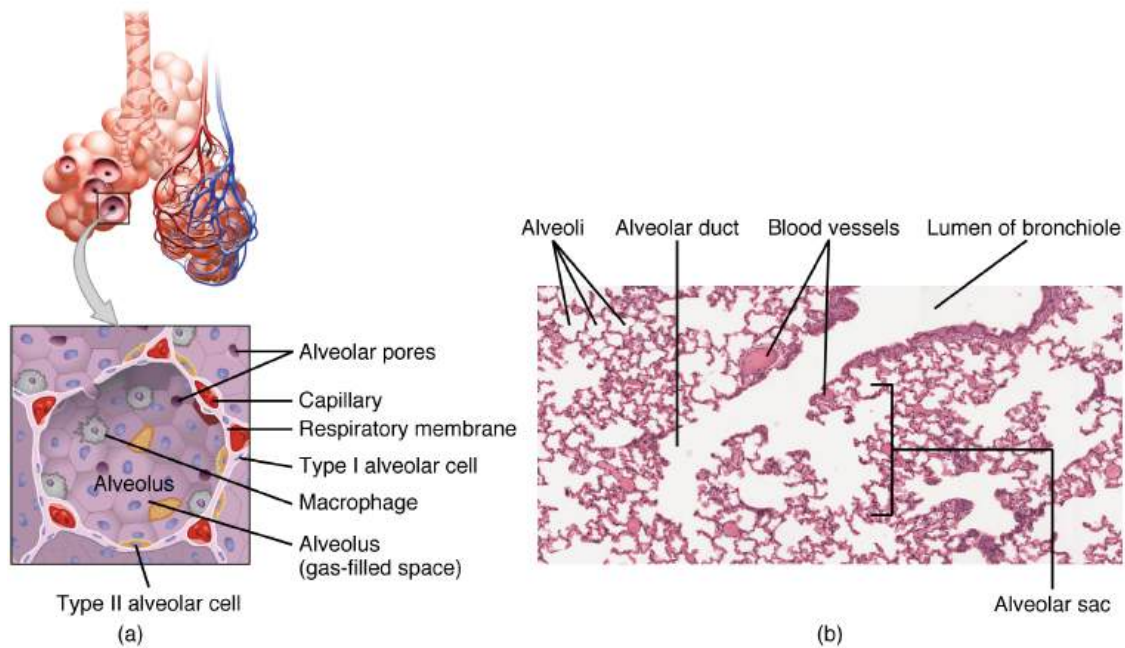 Alveolar pores
Capillary
Respiratory membrane
Type I alveolar cell
Macrophage
Alveolus
Alveolus
(gas-filled space)
Type II alveolar cell
(a)
Alveoli
Alveolar duct
Blood vessels
Lumen of bronchiole
Alveolar sac
(b)